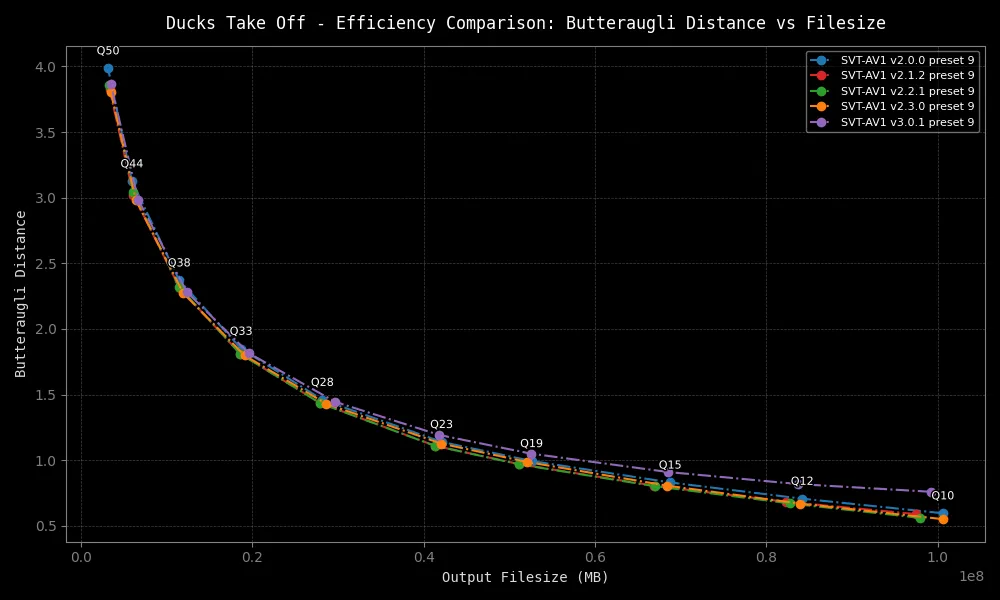 Ducks Take Off - Efficiency Comparison: Butteraugli Distance vs Filesize
SVT-AV1 v2.0.0 preset 9
SVT-AV1 v2.1.2 preset 9
SVT-AV1 v2.2.1 preset 9
SVT-AV1 v2.3.0 preset 9
SVT-AV1 v3.0.1 preset 9
Butteraugli Distance
4.0
3.5
3.0
2.5
2.0
1.5
1.0
0.5
Q50
Q44
Q38
Q33
Q28
Q23
Q19
Q15
Q12
Q10
0.0 0.2 0.4 0.6 0.8 1.0
1e8
Output Filesize (MB)